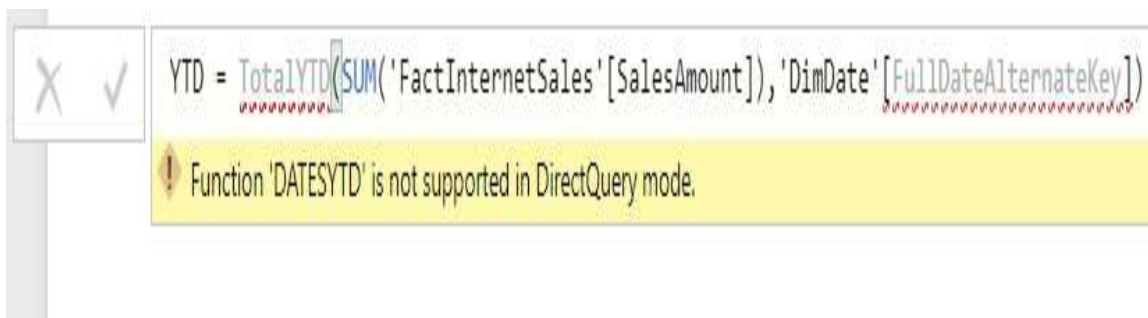 YTD = TotalYTD(SUM('FactInternetSales'[SalesAmount]),'DimDate'[FullDateAlternateKey])
Function 'DATESYTD' is not supported in DirectQuery mode.